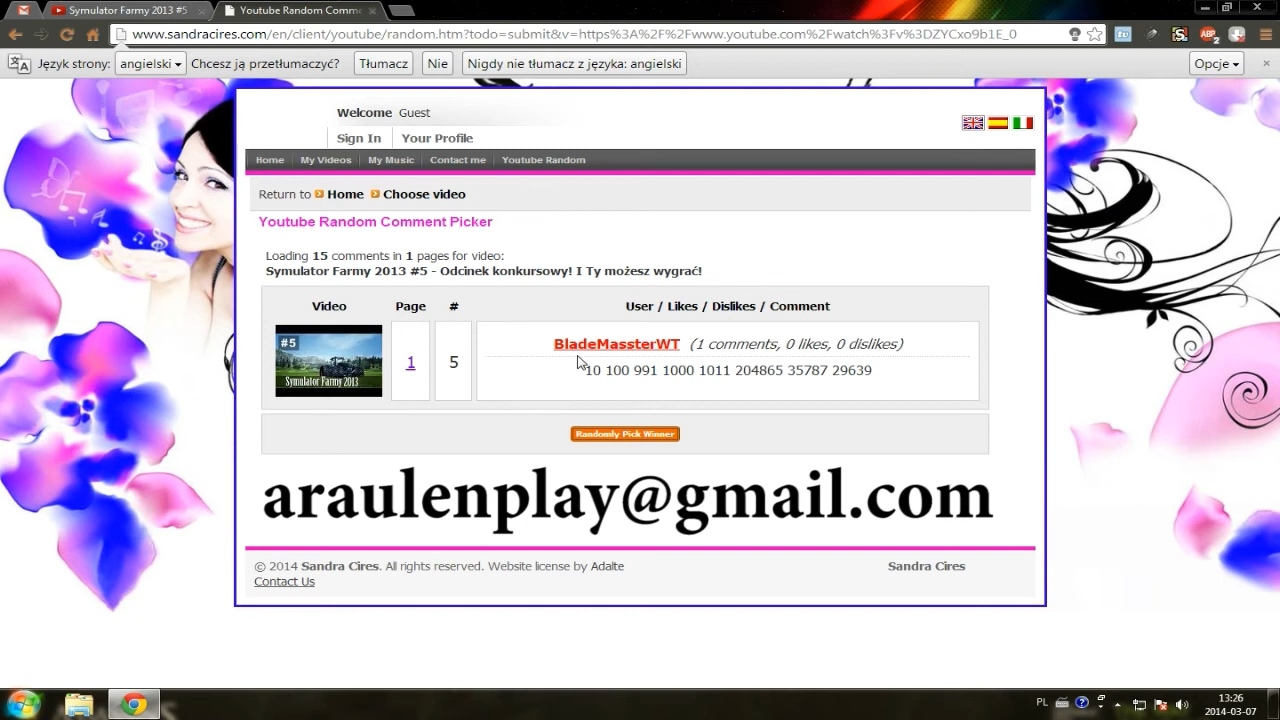 Symulator Farmy 2013 #5
Youtube Random Comm
www.sandracires.com/en/client/youtube/random.htm?todo=submit&v=https%3A%2F%2Fwww.youtube.com%2Fwatch%3Fv%3DZYCxo9b1E_0
Język strony: angielski Chcesz ją przetłumaczyć? Tłumacz Nie Nigdy nie tłumacz z języka: angielski Opcje
Welcome Guest
Sign In Your Profile
Home My Videos My Music Contact me Youtube Random
Return to Home Choose video
Youtube Random Comment Picker
Loading 15 comments in 1 pages for video:
Symulator Farmy 2013 #5 - Odcinek konkursowy! I Ty możesz wygrać!
Video Page # User / Likes / Dislikes / Comment
#5
Symulator Farmy 2013
1
5
BladeMassterWT (1 comments, 0 likes, 0 dislikes)
10 100 991 1000 1011 204865 35787 29639
Randomly Pick Winner
araulenplay@gmail.com
© 2014 Sandra Cires. All rights reserved. Website license by Adalte
Sandra Cires
Contact Us
PL
13:26
2014-03-07